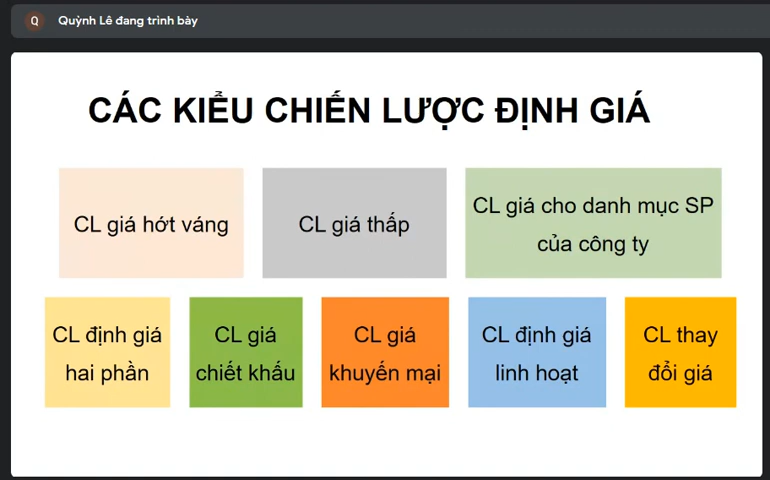 Q
Quỳnh Lê đang trình bày
CÁC KIỂU CHIẾN LƯỢC ĐỊNH GIÁ
CL giá hớt váng
CL giá thấp
CL giá cho danh mục SP
của công ty
CL định giá
hai phần
CL giá
chiết khấu
CL giá
khuyến mại
CL định giá
linh hoạt
CL thay
đổi giá